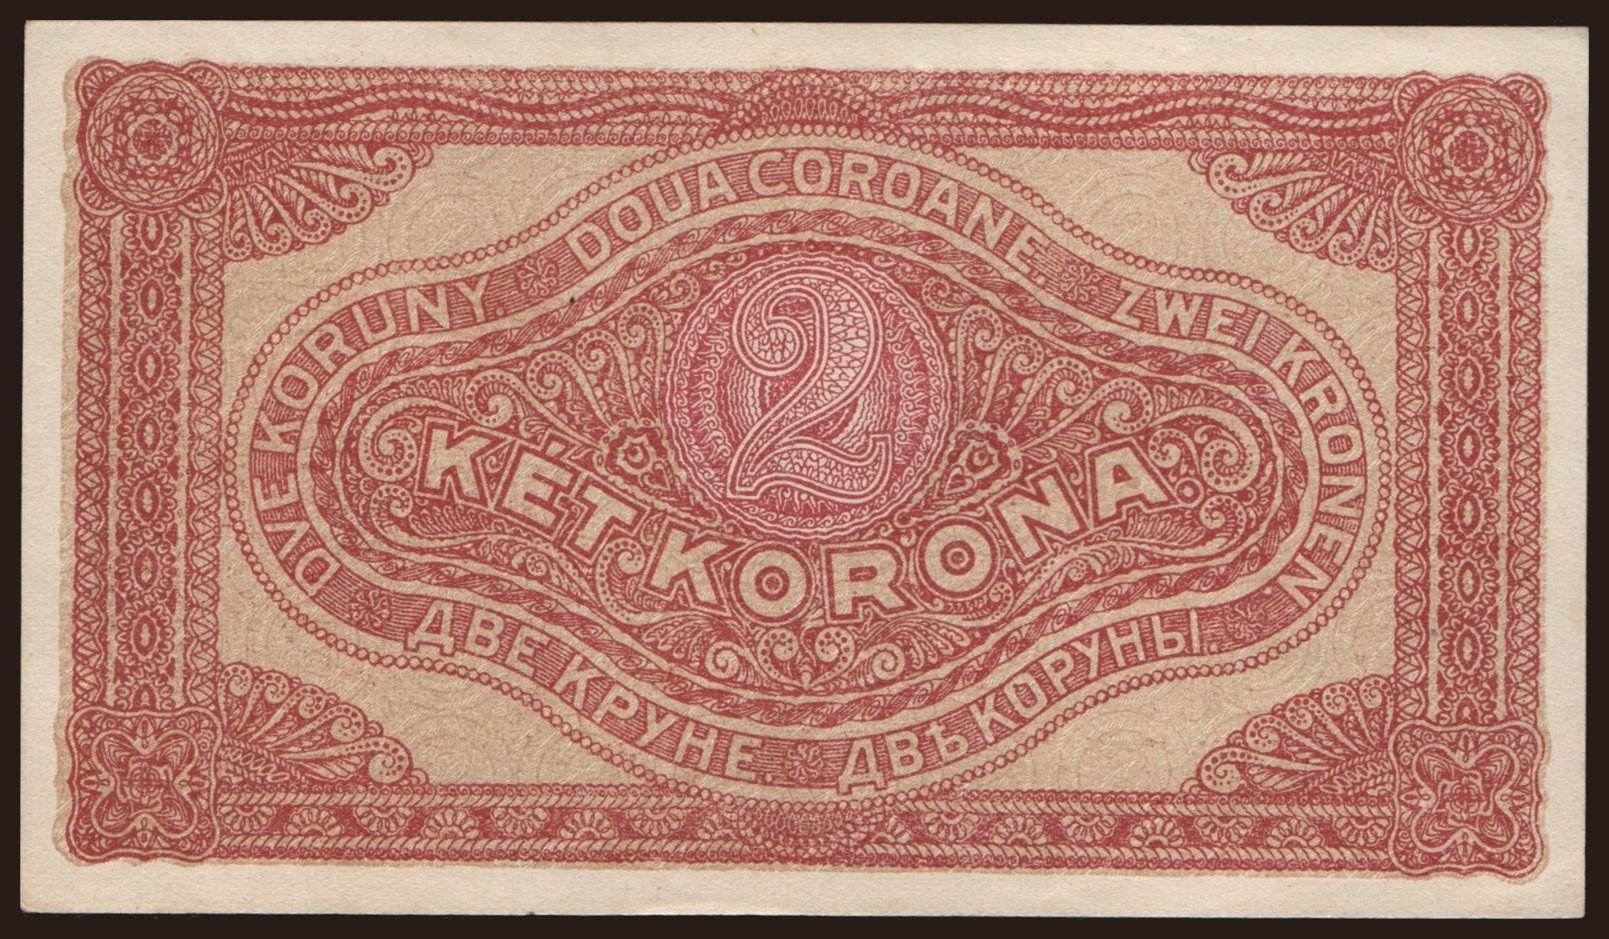 DVE KORUNY.
DOUA COROANE
ZWEI KRONEN
2
KÉT KORONA
ДВЕ КРУНЕ.
ДВѢ КОРУНЫ.